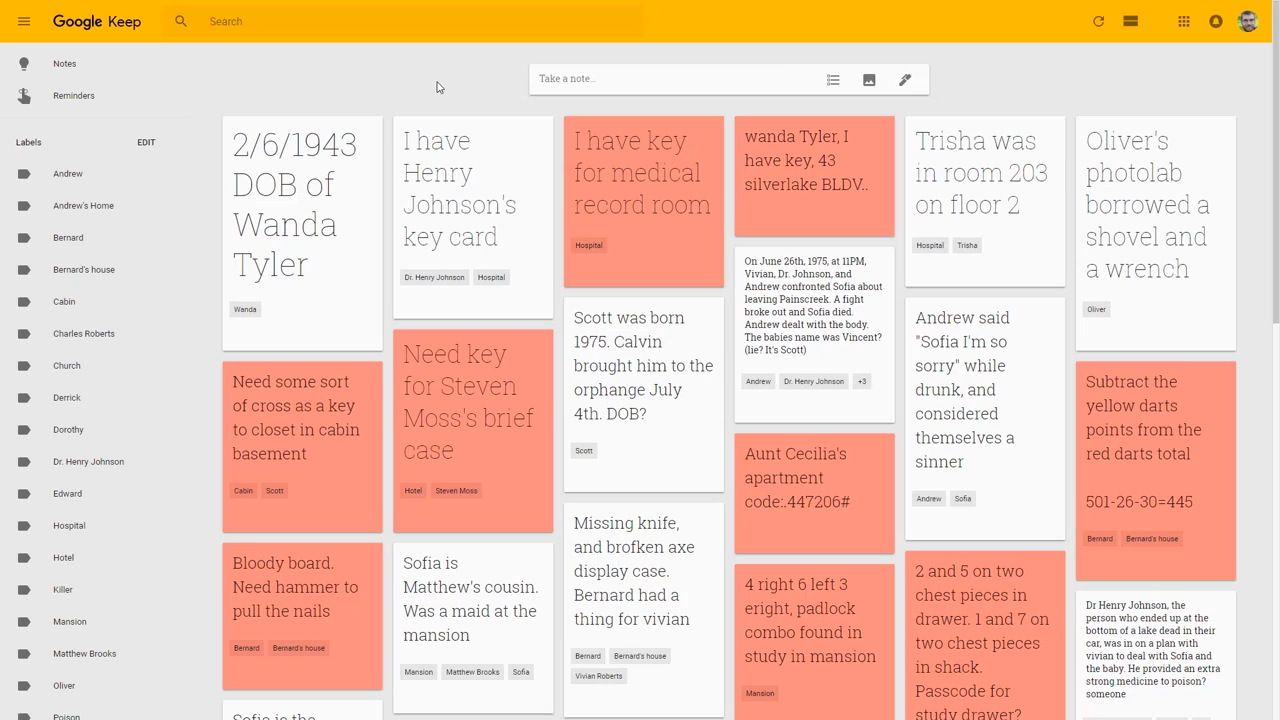 Google Keep
Search
Notes
Reminders
Labels
EDIT
Andrew
Andrew's Home
Bernard
Bernard's house
Cabin
Charles Roberts
Church
Derrick
Dorothy
Dr. Henry Johnson
Edward
Hospital
Hotel
Killer
Mansion
Matthew Brooks
Oliver
Poison
Take a note...
2/6/1943
DOB of
Wanda
Tyler
Wanda
Need some sort
of cross as a key
to closet in cabin
basement
Cabin
Scott
Bloody board.
Need hammer to
pull the nails
Bernard
Bernard's house
Sofia is the
I have
Henry
Johnson's
key card
Dr. Henry Johnson
Hospital
Need key
for Steven
Moss's brief
case
Hotel
Steven Moss
Sofia is
Matthew's cousin.
Was a maid at the
mansion
Mansion
Matthew Brooks
Sofia
I have key
for medical
record room
Hospital
Scott was born
1975. Calvin
brought him to the
orphange July
4th. DOB?
Scott
Missing knife,
and brofken axe
display case.
Bernard had a
thing for vivian
Bernard
Bernard's house
Vivian Roberts
wanda Tyler, I
have key, 43
silverlake BLDV..
On June 26th, 1975, at 11PM,
Vivian, Dr. Johnson, and
Andrew confronted Sofia about
leaving Painscreek. A fight
broke out and Sofia died.
Andrew dealt with the body.
The babies name was Vincent?
(lie? It's Scott)
Andrew
Dr. Henry Johnson
+3
Aunt Cecilia's
apartment
code:.447206#
4 right 6 left 3
eright, padlock
combo found in
study in mansion
Mansion
Trisha was
in room 203
on floor 2
Hospital
Trisha
Andrew said
"Sofia I'm so
sorry" while
drunk, and
considered
themselves a
sinner
Andrew
Sofia
2 and 5 on two
chest pieces in
drawer. 1 and 7 on
two chest pieces
in shack.
Passcode for
study drawer?
Oliver's
photolab
borrowed a
shovel and
a wrench
Oliver
Subtract the
yellow darts
points from the
red darts total
501-26-30=445
Bernard
Bernard's house
Dr Henry Johnson, the
person who ended up at the
bottom of a lake dead in their
car, was in on a plan with
vivian to deal with Sofia and
the baby. He provided an extra
strong medicine to poison?
someone